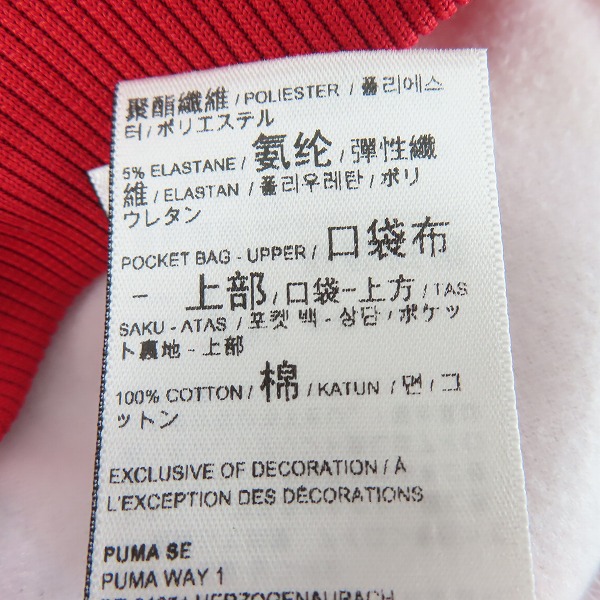 聚酯纖維 / POLIESTER / 폴리에스
터 / ポリエステル
5% ELASTANE / 氨纶 / 彈性纖
維 / ELASTAN / 폴리우레탄 / ポリ
ウレタン
POCKET BAG - UPPER / 口袋布
- 上部 / 口袋-上方 / TAS
SAKU - ATAS / 포켓 백 - 상단 / ポケッ
ト裏地 - 上部
100% COTTON / 棉 / KATUN / 면 / コ
ットン
EXCLUSIVE OF DECORATION / À
L'EXCEPTION DES DÉCORATIONS
PUMA SE
PUMA WAY 1
HERZOGENAURACH